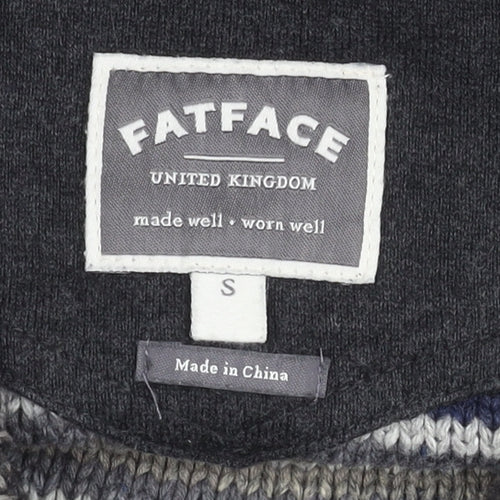 FATFACE
UNITED KINGDOM
made well • worn well
S
Made in China